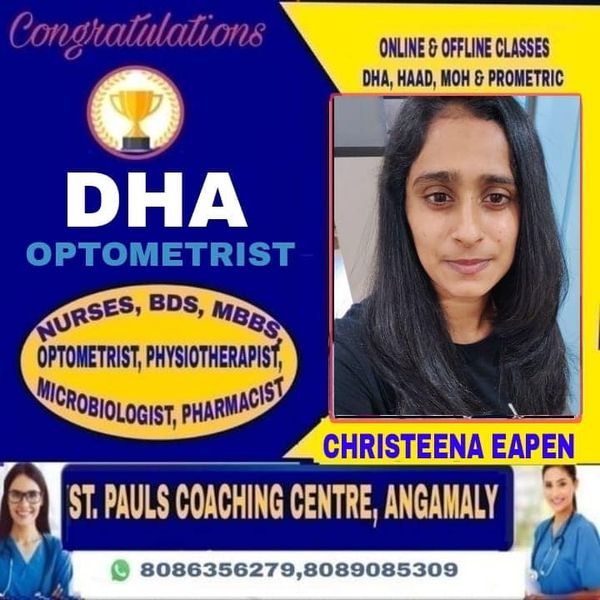 Congratulations
ONLINE & OFFLINE CLASSES
DHA, HAAD, MOH & PROMETRIC
DHA
OPTOMETRIST
NURSES, BDS, MBBS,
OPTOMETRIST, PHYSIOTHERAPIST,
MICROBIOLOGIST, PHARMACIST
CHRISTEENA EAPEN
ST. PAULS COACHING CENTRE, ANGAMALY
8086356279,8089085309